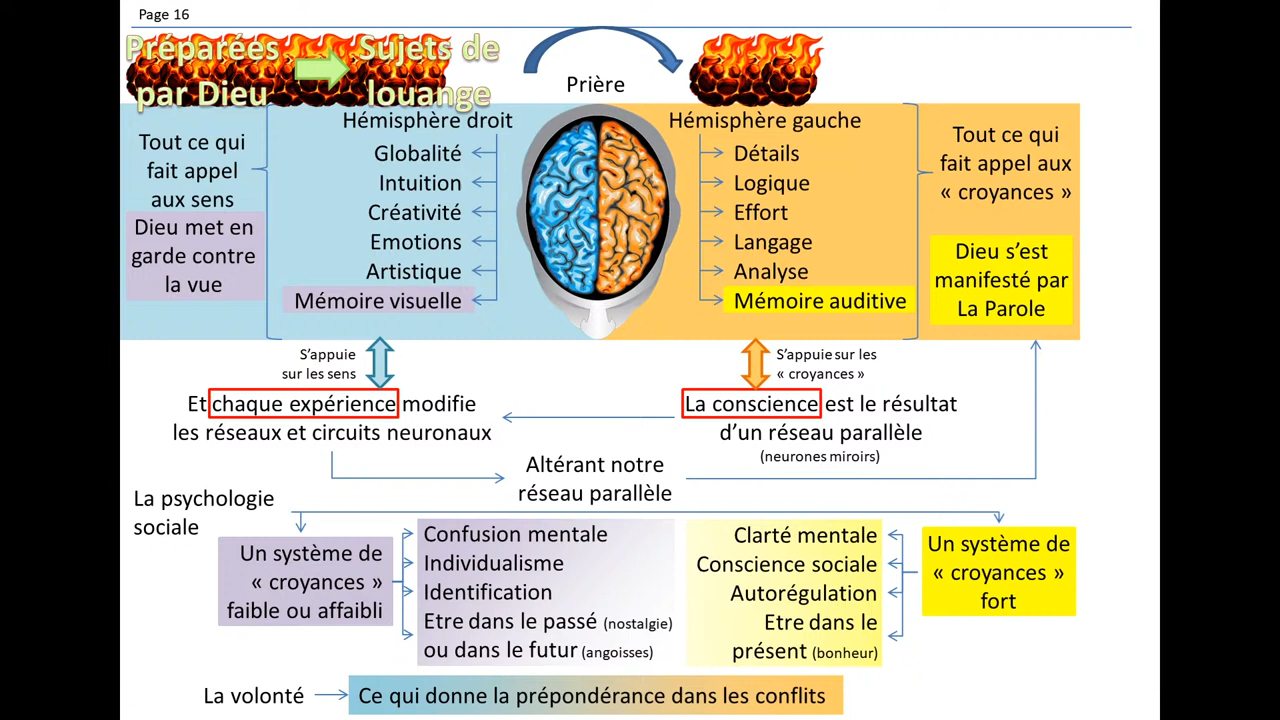 Page 16
Préparées
par Dieu
Sujets de
louange
Prière
Tout ce qui
fait appel
aux sens
Dieu met en
garde contre
la vue
Hémisphère droit
Globalité
Intuition
Créativité
Emotions
Artistique
Mémoire visuelle
Hémisphère gauche
Détails
Logique
Effort
Langage
Analyse
Mémoire auditive
Tout ce qui
fait appel aux
« croyances »
Dieu s’est
manifesté par
La Parole
S’appuie
sur les sens
S’appuie sur les
« croyances »
Et chaque expérience modifie
les réseaux et circuits neuronaux
La conscience est le résultat
d’un réseau parallèle
(neurones miroirs)
Altérant notre
réseau parallèle
La psychologie
sociale
Un système de
« croyances »
faible ou affaibli
Confusion mentale
Individualisme
Identification
Etre dans le passé (nostalgie)
ou dans le futur (angoisses)
Clarté mentale
Conscience sociale
Autorégulation
Etre dans le
présent (bonheur)
Un système de
« croyances »
fort
La volonté
Ce qui donne la prépondérance dans les conflits